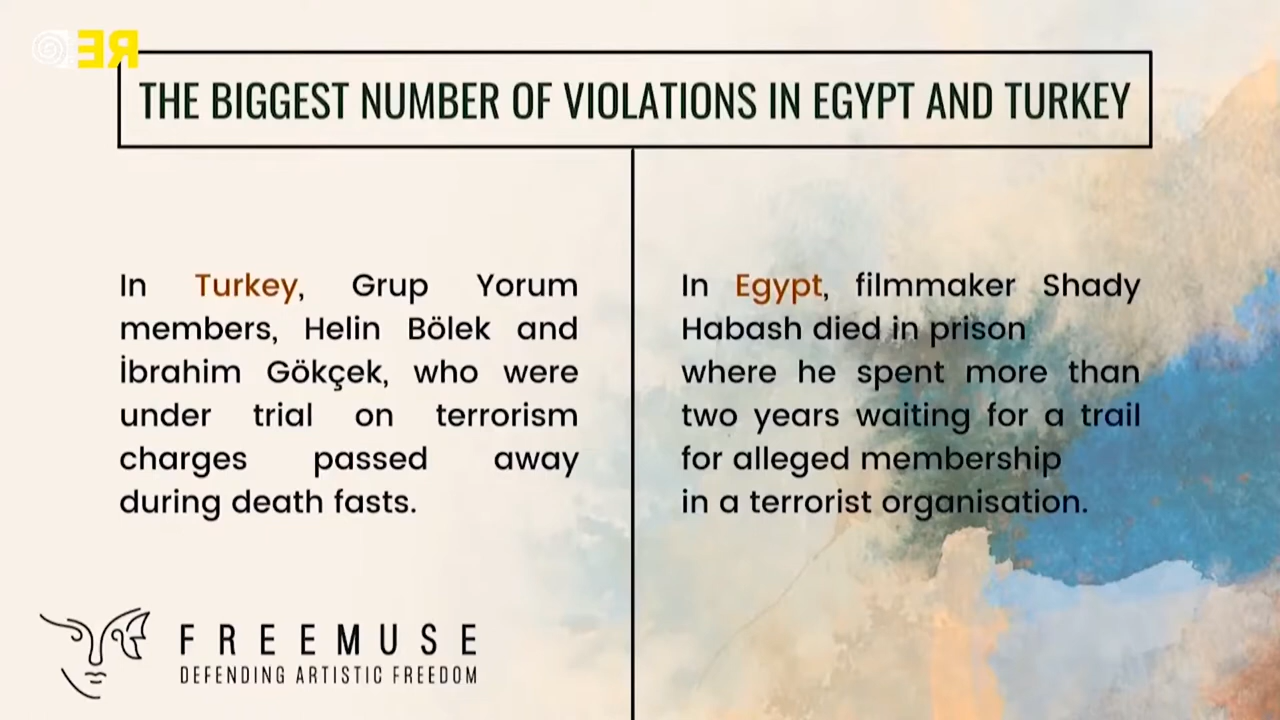 ER
THE BIGGEST NUMBER OF VIOLATIONS IN EGYPT AND TURKEY
In Turkey, Grup Yorum
members, Helin Bölek and
İbrahim Gökçek, who were
under trial on terrorism
charges passed away
during death fasts.
In Egypt, filmmaker Shady
Habash died in prison
where he spent more than
two years waiting for a trail
for alleged membership
in a terrorist organisation.
FREEMUSE
DEFENDING ARTISTIC FREEDOM